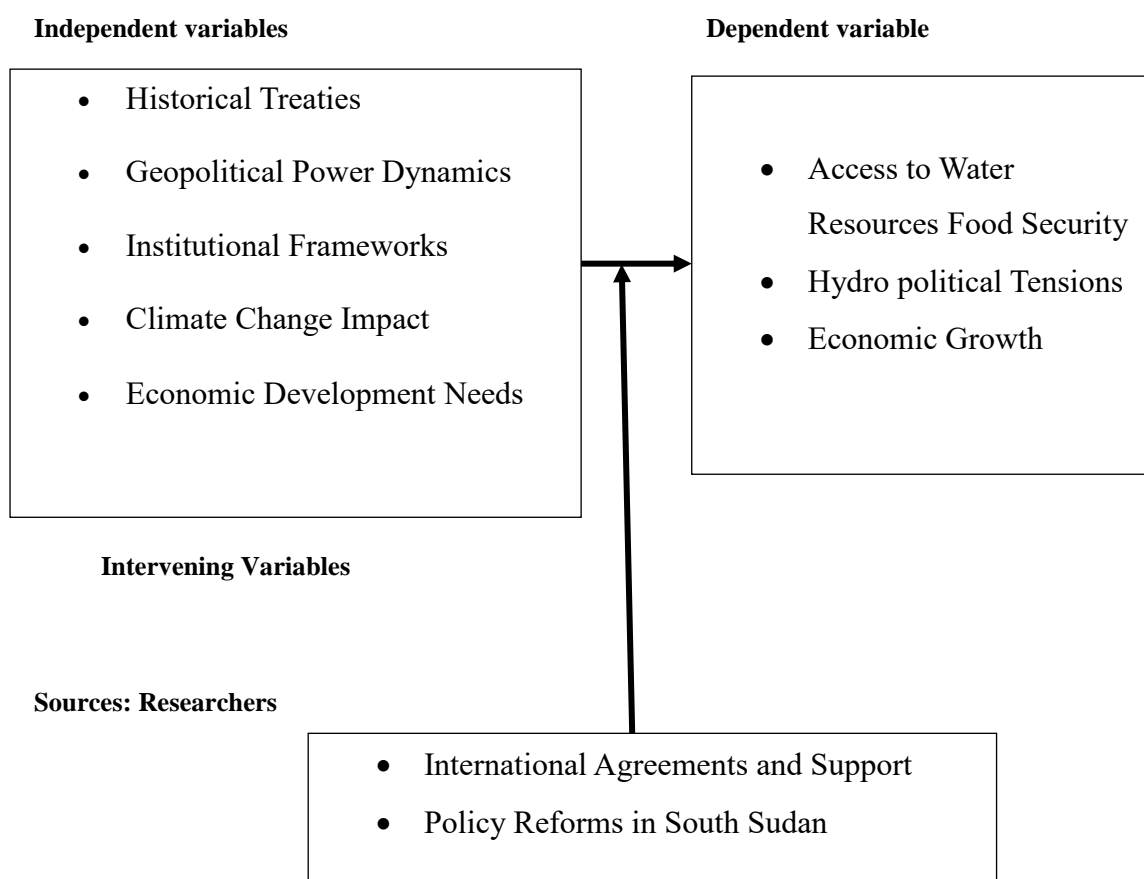 Independent variables
Dependent variable
• Historical Treaties
• Geopolitical Power Dynamics
• Institutional Frameworks
• Climate Change Impact
• Economic Development Needs
• Access to Water
Resources Food Security
• Hydro political Tensions
• Economic Growth
Intervening Variables
Sources: Researchers
• International Agreements and Support
• Policy Reforms in South Sudan